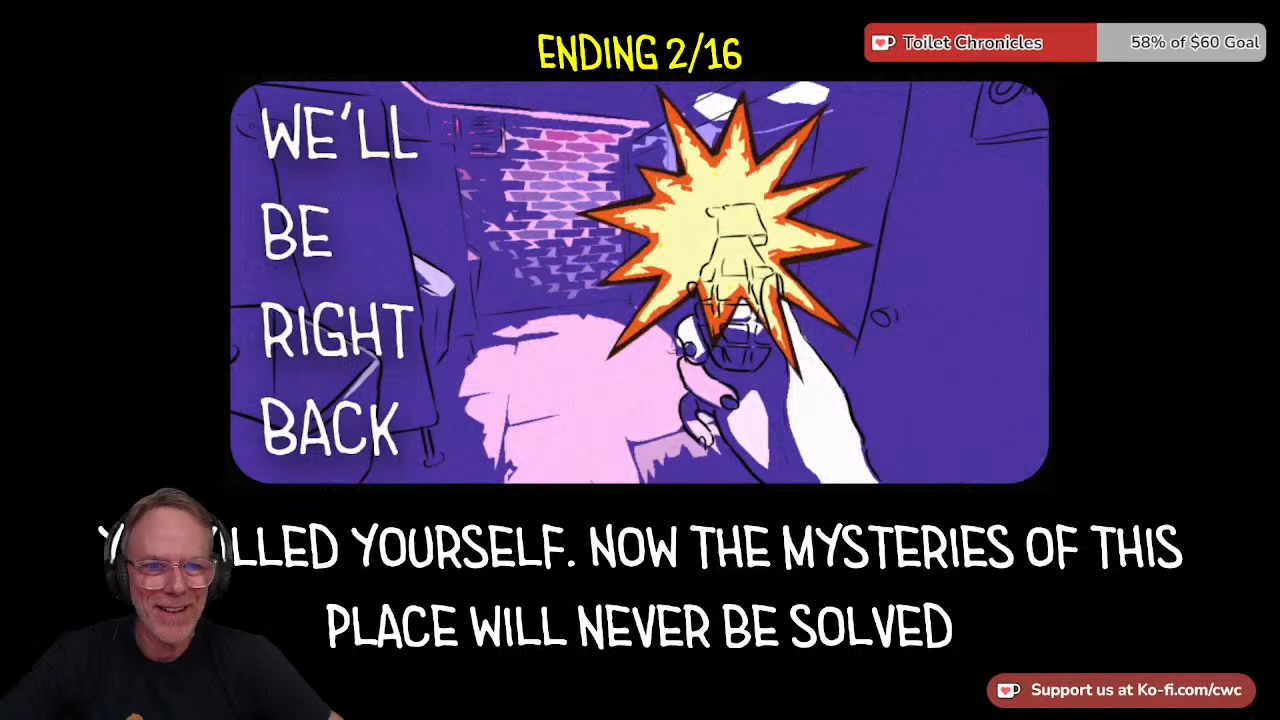 ENDING 2/16
Toilet Chronicles
58% of $60 Goal
WE'LL
BE
RIGHT
BACK
YOURSELF. NOW THE MYSTERIES OF THIS
PLACE WILL NEVER BE SOLVED
Support us at Ko-fi.com/cwc